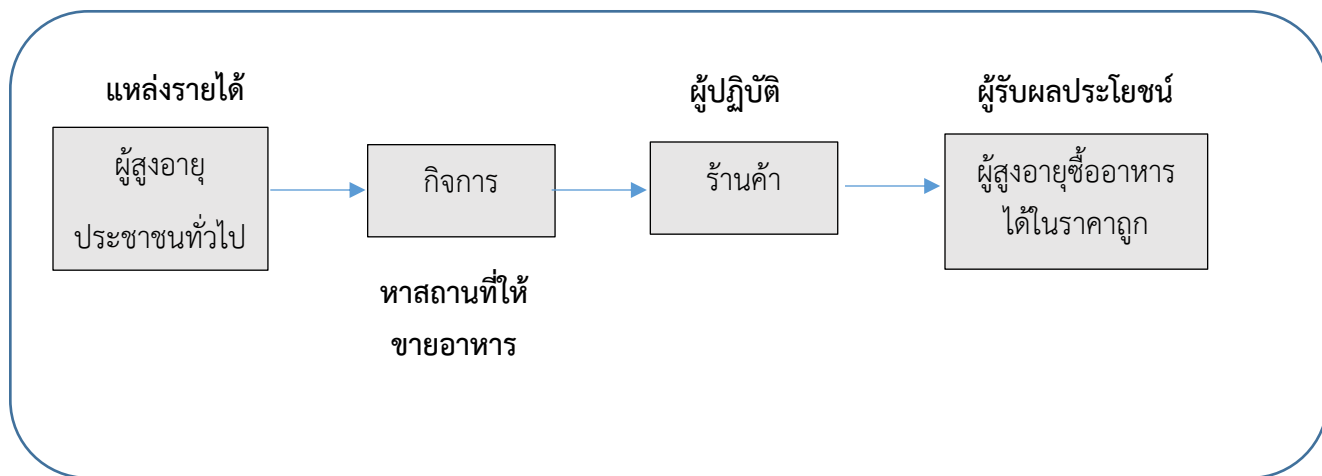 แหล่งรายได้
ผู้สูงอายุ
ประชาชนทั่วไป
กิจการ
หาสถานที่ให้
ขายอาหาร
ผู้ปฏิบัติ
ร้านค้า
ผู้รับผลประโยชน์
ผู้สูงอายุซื้ออาหาร
ได้ในราคาถูก